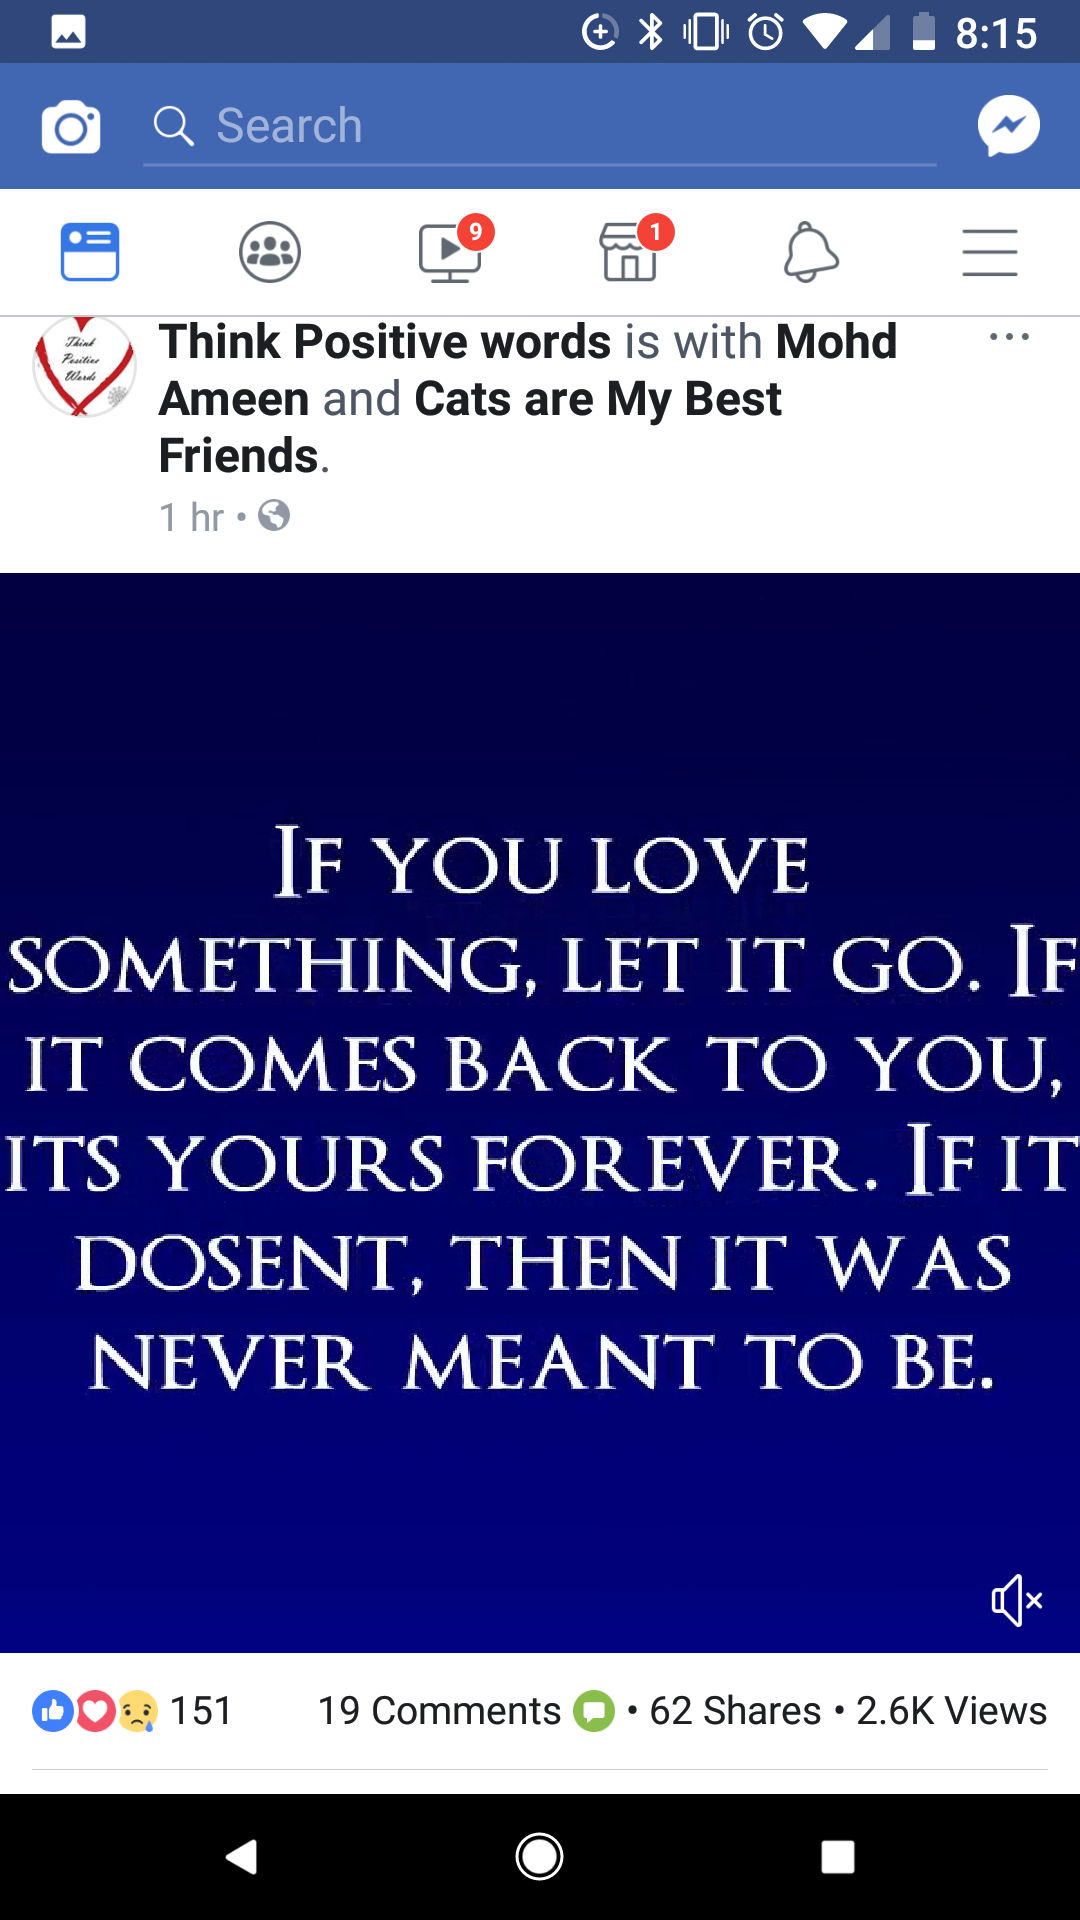 8:15
Search
9
1
Think
Positive
Words
Think Positive words is with Mohd
Ameen and Cats are My Best
Friends.
1 hr •
IF YOU LOVE
SOMETHING, LET IT GO. IF
IT COMES BACK TO YOU,
ITS YOURS FOREVER. IF IT
DOSENT, THEN IT WAS
NEVER MEANT TO BE.
151 19 Comments • 62 Shares • 2.6K Views